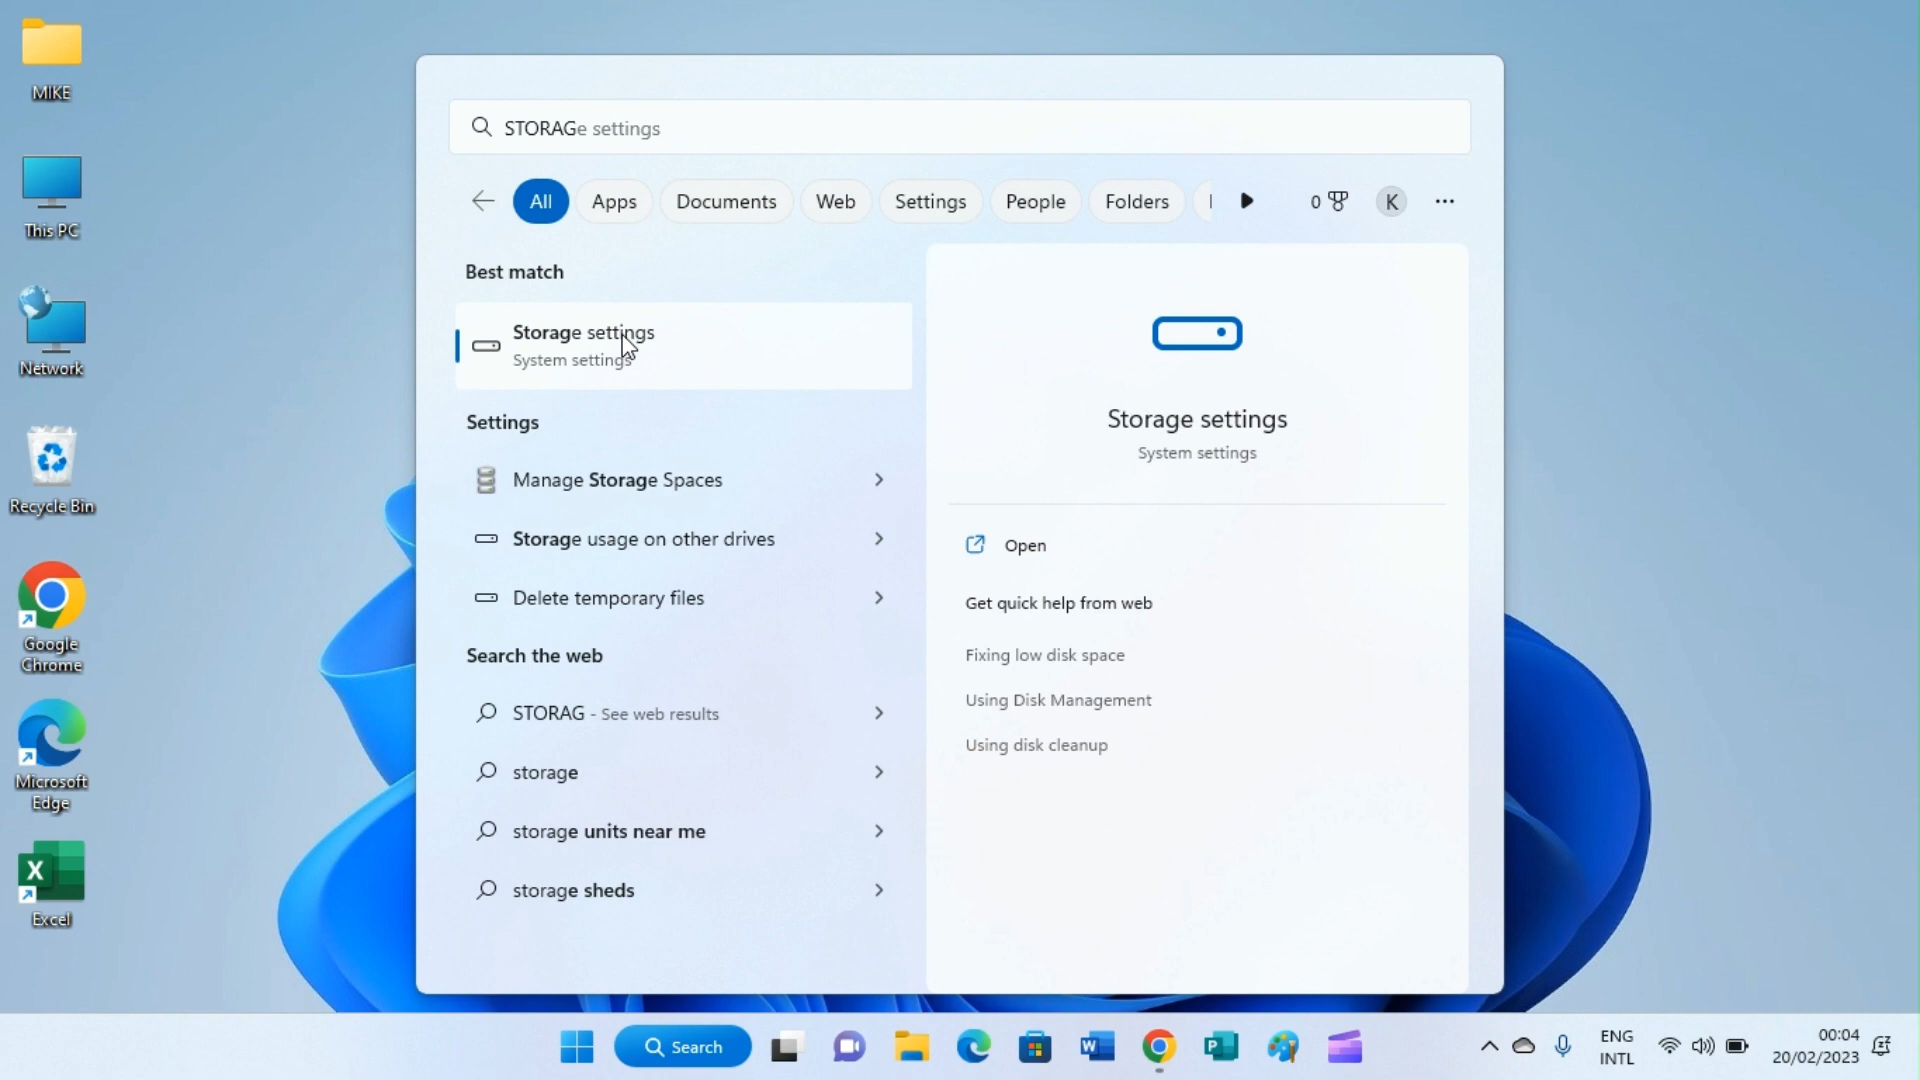 MIKE
This PC
Network
Recycle Bin
Google
Chrome
Microsoft
Edge
Excel
STORAGe settings
All
Apps
Documents
Web
Settings
People
Folders
0
K
Best match
Storage settings
System settings
Settings
Manage Storage Spaces
Storage usage on other drives
Delete temporary files
Search the web
STORAG - See web results
storage
storage units near me
storage sheds
Storage settings
System settings
Open
Get quick help from web
Fixing low disk space
Using Disk Management
Using disk cleanup
Search
ENG
INTL
00:04
20/02/2023